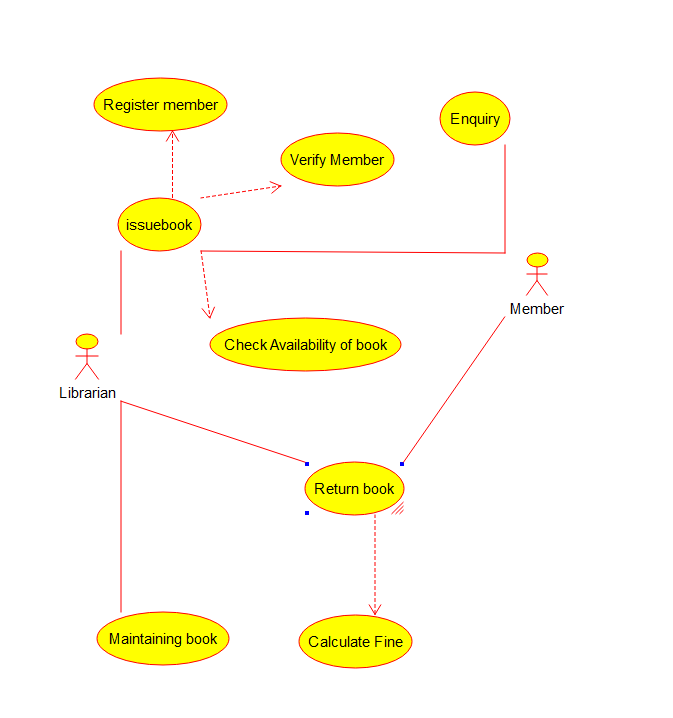 Register member
Enquiry
Verify Member
issuebook
Member
Check Availability of book
Librarian
Return book
Maintaining book
Calculate Fine